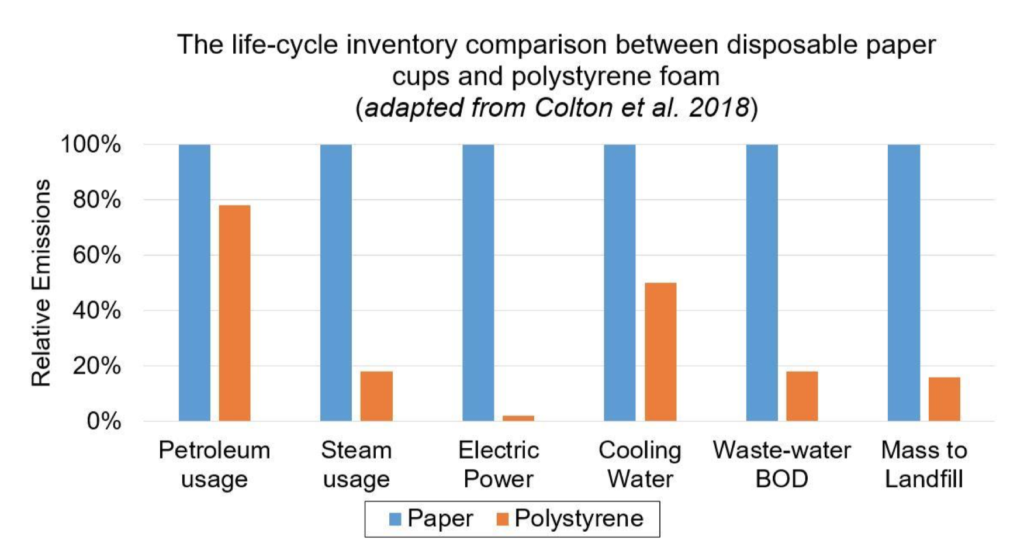 The life-cycle inventory comparison between disposable paper
cups and polystyrene foam
(adapted from Colton et al. 2018)
Relative Emissions
100%
80%
60%
40%
20%
0%
Petroleum usage
Steam usage
Electric Power
Cooling Water
Waste-water BOD
Mass to Landfill
Paper Polystyrene